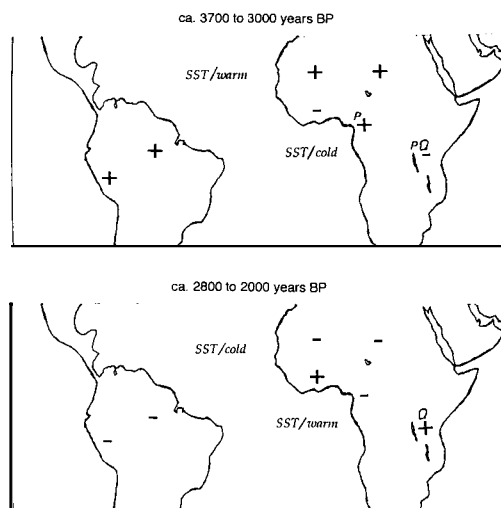 ca. 3700 to 3000 years BP
SST/warm
+ +
-
P +
SST/cold
+
+
P
-
ca. 2800 to 2000 years BP
- -
SST/cold
+
-
SST/warm
-
-
+